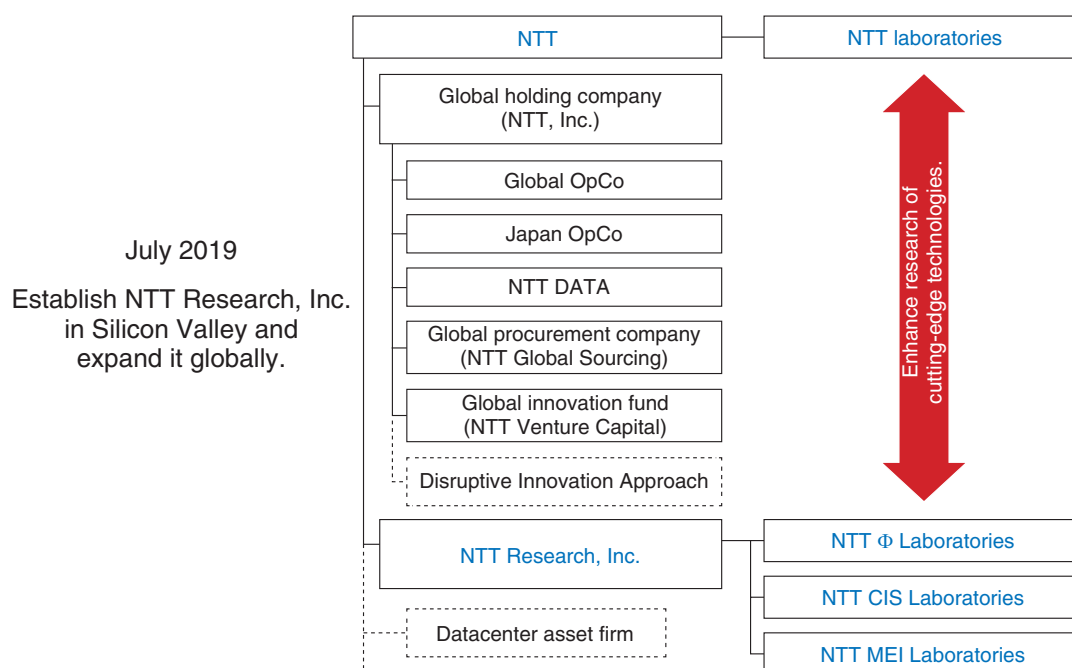 NTT
NTT laboratories
Global holding company
(NTT, Inc.)
Global OpCo
Japan OpCo
NTT DATA
Global procurement company
(NTT Global Sourcing)
Global innovation fund
(NTT Venture Capital)
Disruptive Innovation Approach
NTT Research, Inc.
Datacenter asset firm
July 2019
Establish NTT Research, Inc.
in Silicon Valley and
expand it globally.
Enhance research of
cutting-edge technologies.
NTT Φ Laboratories
NTT CIS Laboratories
NTT MEI Laboratories